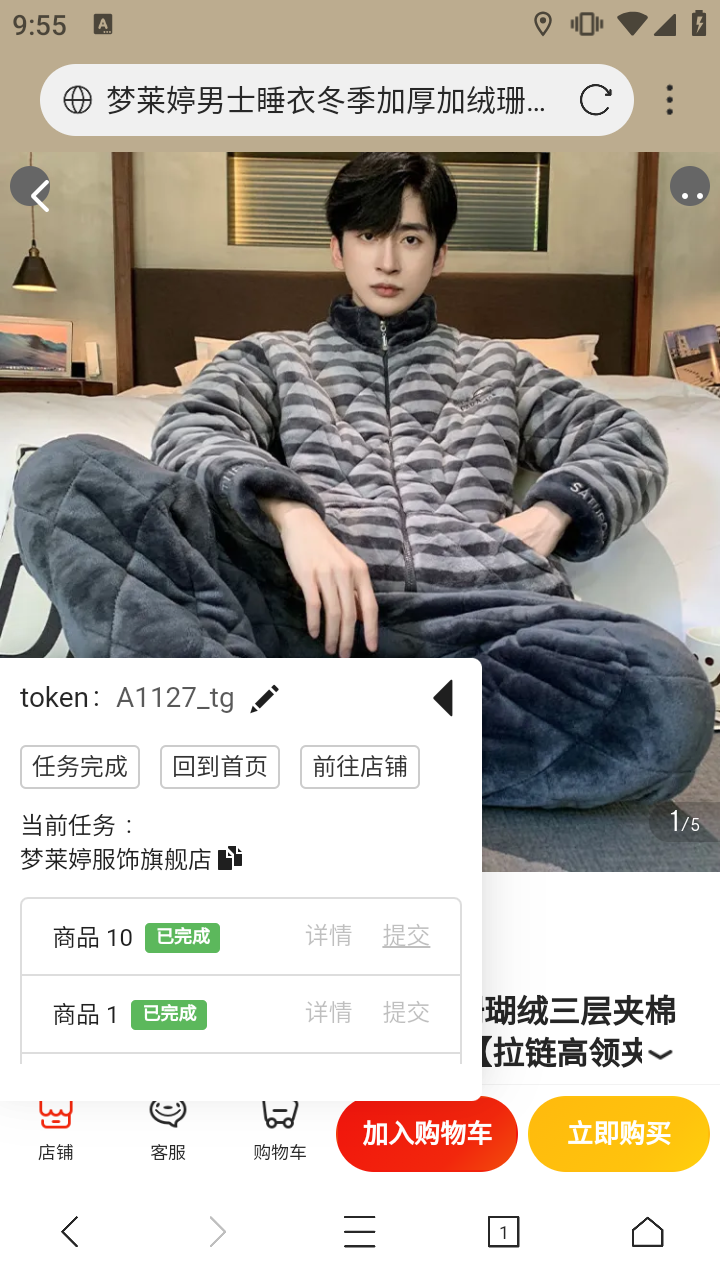 9:55
A
梦莱婷男士睡衣冬季加厚加绒珊...
token：A1127_tg
任务完成 回到首页 前往店铺
当前任务：
梦莱婷服饰旗舰店
1/5
商品 10 已完成 详情 提交
商品 1 已完成 详情 提交
瑚绒三层夹棉
【拉链高领夹
店铺 客服 购物车 加入购物车 立即购买
1